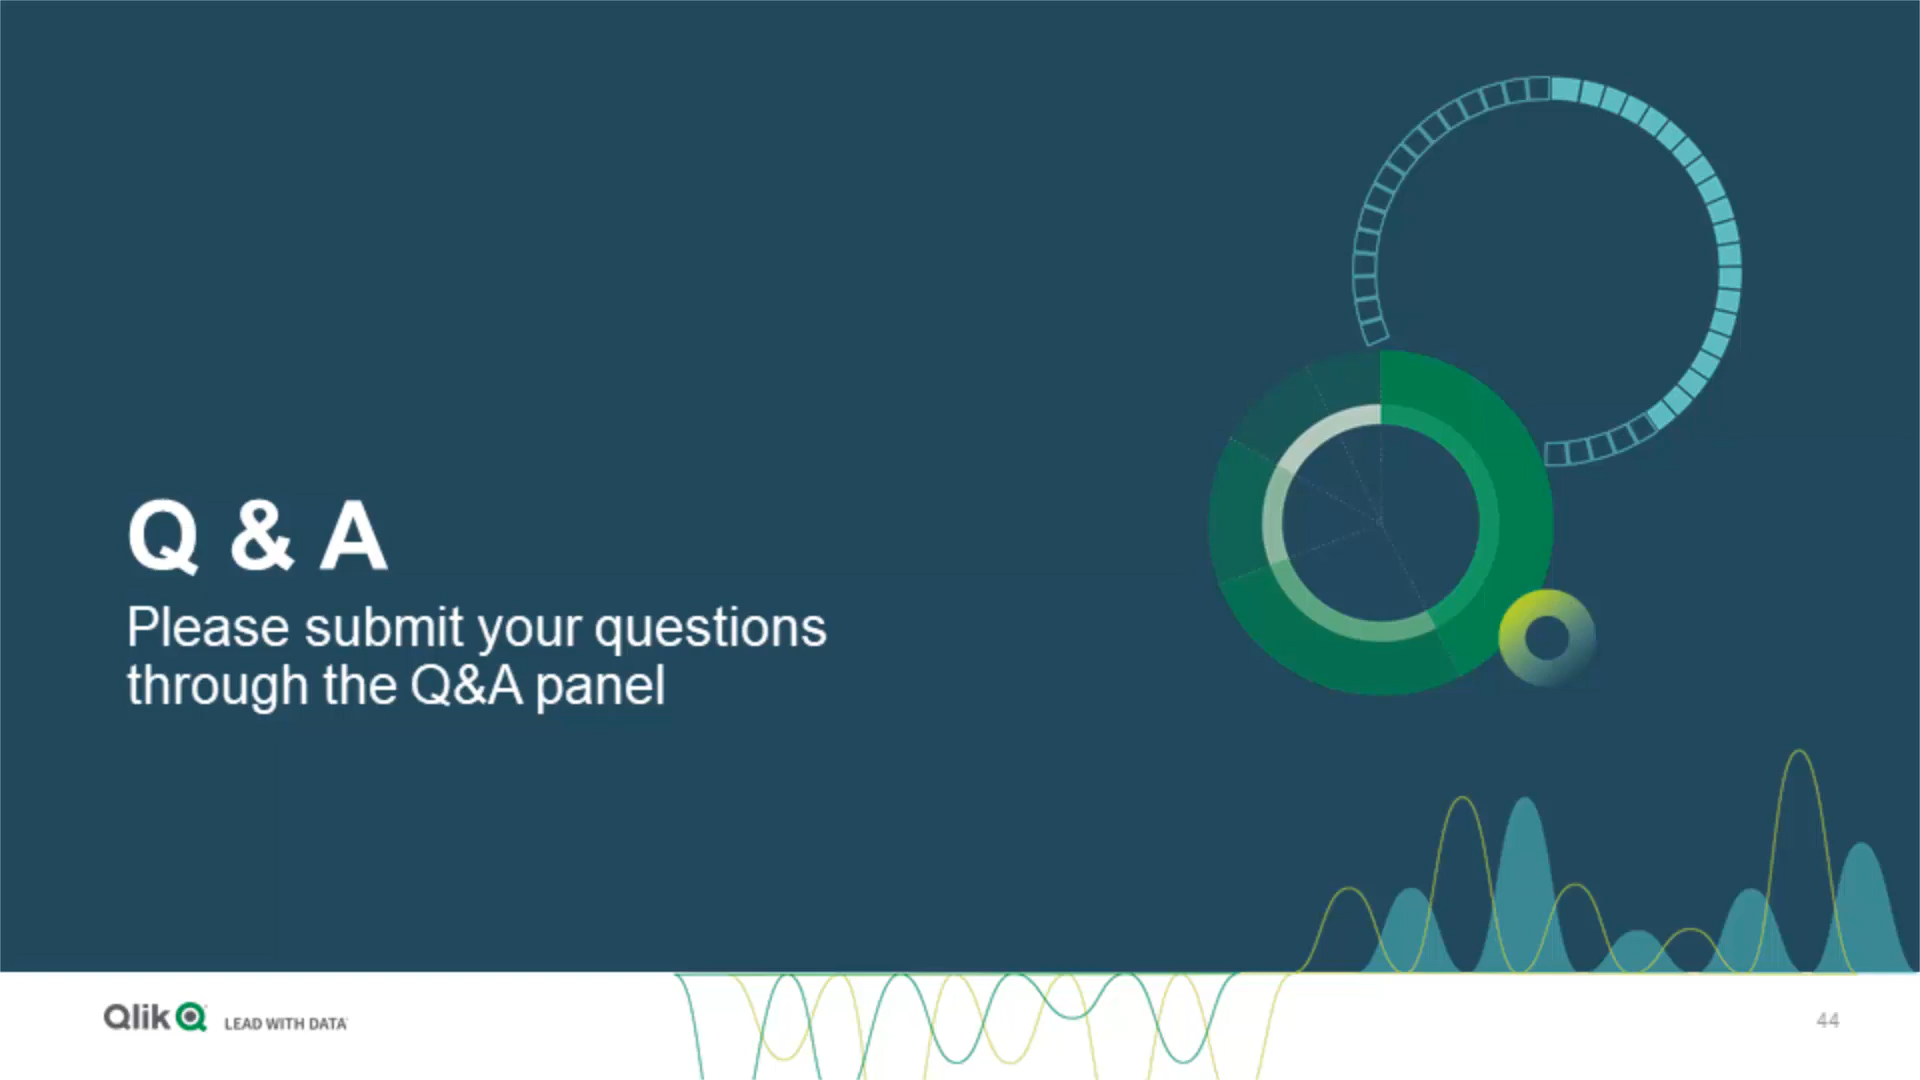 Q & A
Please submit your questions
through the Q&A panel
Qlik LEAD WITH DATA
44